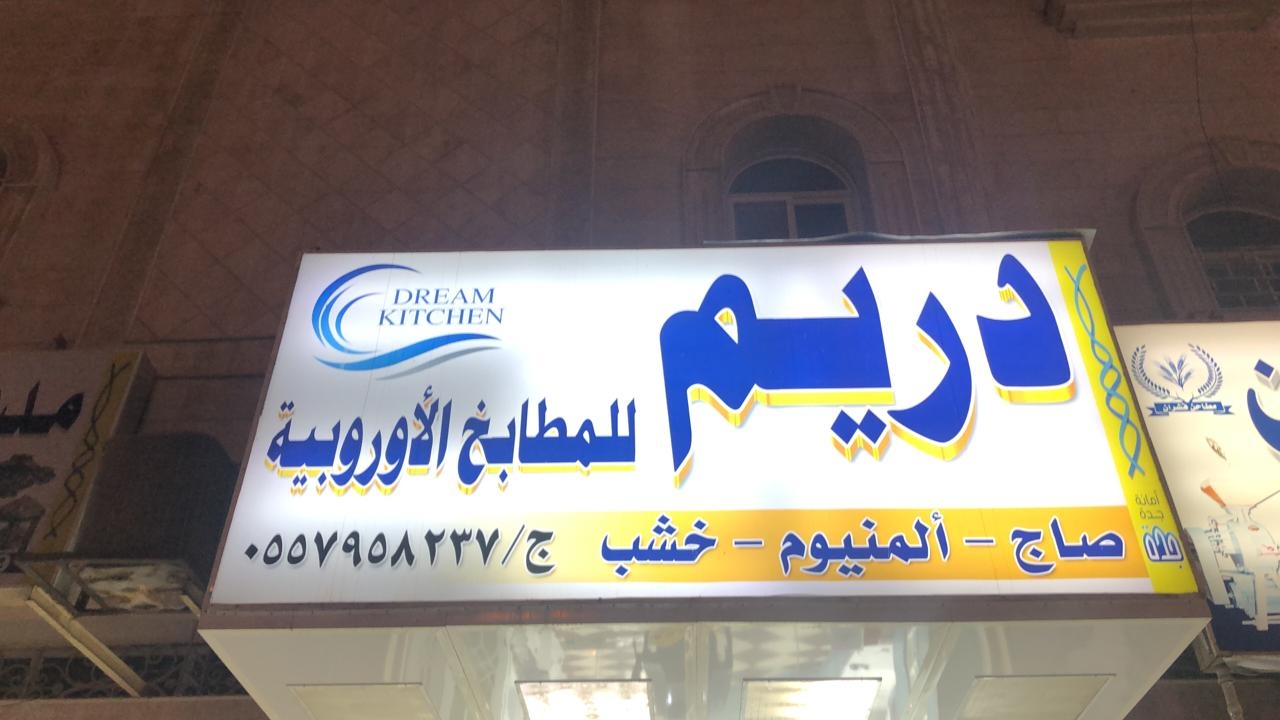 DREAM
KITCHEN
دريم
للمطابخ الأوروبية
صاج - ألمنيوم - خشب ج/٠٥٥٧٩٥٨٢٣٧
أمانة
جدة